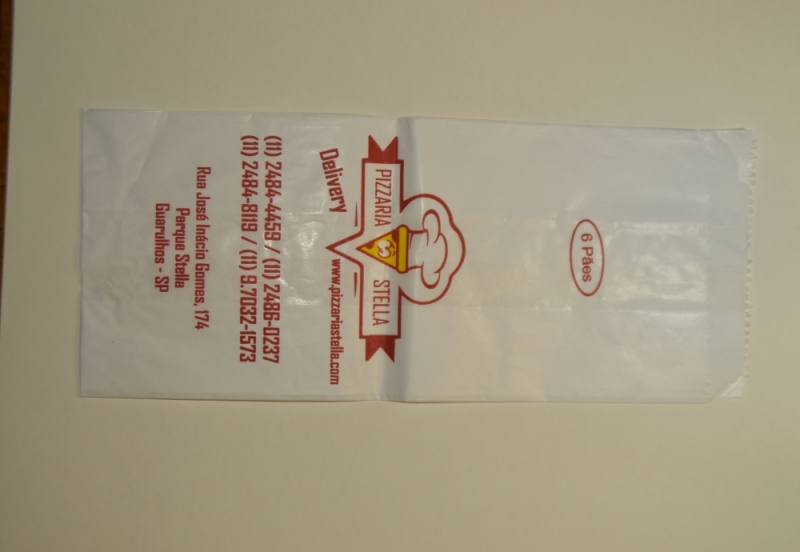 6 Pães
PIZZARIA STELLA
Delivery www.pizzariastella.com
(11) 2484-4459 / (11) 2486-0237
(11) 2484-8119 / (11) 9.7032-1573
Rua José Inácio Gomes, 174
Parque Stella
Guarulhos - SP